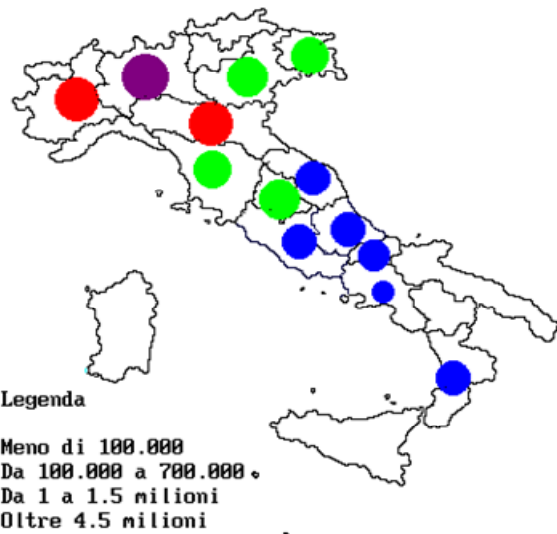 Legenda
Meno di 100.000
Da 100.000 a 700.000
Da 1 a 1.5 milioni
Oltre 4.5 milioni